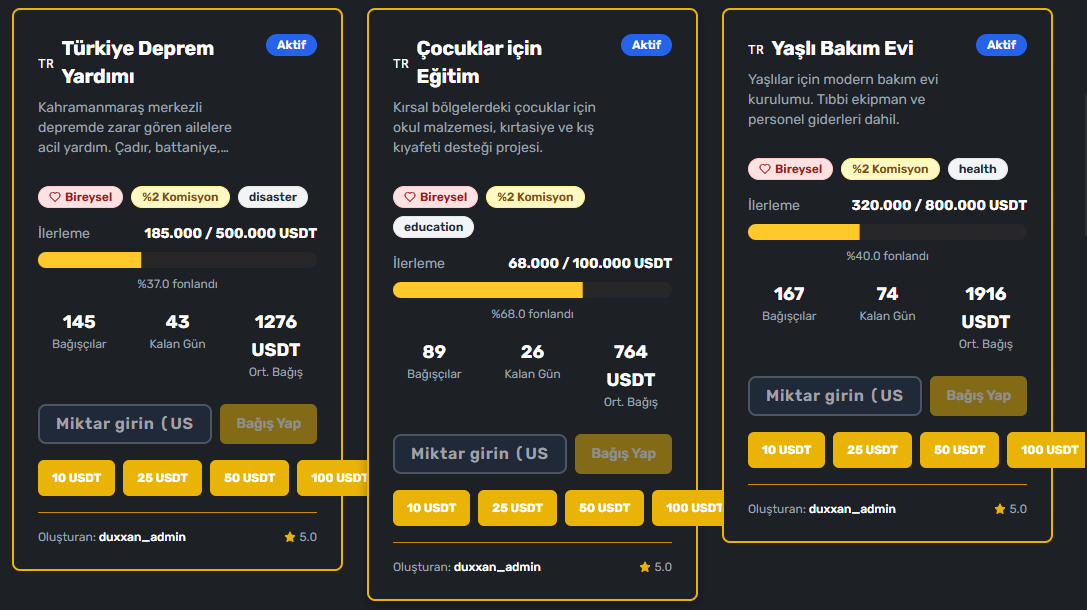 TR Türkiye Deprem
Yardımı
Aktif
Kahramanmaraş merkezli
depremde zarar gören ailelere
acil yardım. Çadır, battaniye,...
Bireysel %2 Komisyon disaster
İlerleme 185.000 / 500.000 USDT
%37.0 fonlandı
145 43 1276
USDT
Bağışçılar Kalan Gün Ort. Bağış
Miktar girin (US Bağış Yap
10 USDT 25 USDT 50 USDT 100 USDT
Oluşturan: duxxan_admin 5.0
TR Çocuklar için
Eğitim
Aktif
Kırsal bölgelerdeki çocuklar için
okul malzemesi, kırtasiye ve kış
kıyafeti desteği projesi.
Bireysel %2 Komisyon
education
İlerleme 68.000 / 100.000 USDT
%68.0 fonlandı
89 26 764
USDT
Bağışçılar Kalan Gün Ort. Bağış
Miktar girin (US Bağış Yap
10 USDT 25 USDT 50 USDT 100 USDT
Oluşturan: duxxan_admin 5.0
TR Yaşlı Bakım Evi
Aktif
Yaşlılar için modern bakım evi
kurulumu. Tıbbi ekipman ve
personel giderleri dahil.
Bireysel %2 Komisyon health
İlerleme 320.000 / 800.000 USDT
%40.0 fonlandı
167 74 1916
USDT
Bağışçılar Kalan Gün Ort. Bağış
Miktar girin (US Bağış Yap
10 USDT 25 USDT 50 USDT 100 USDT
Oluşturan: duxxan_admin 5.0